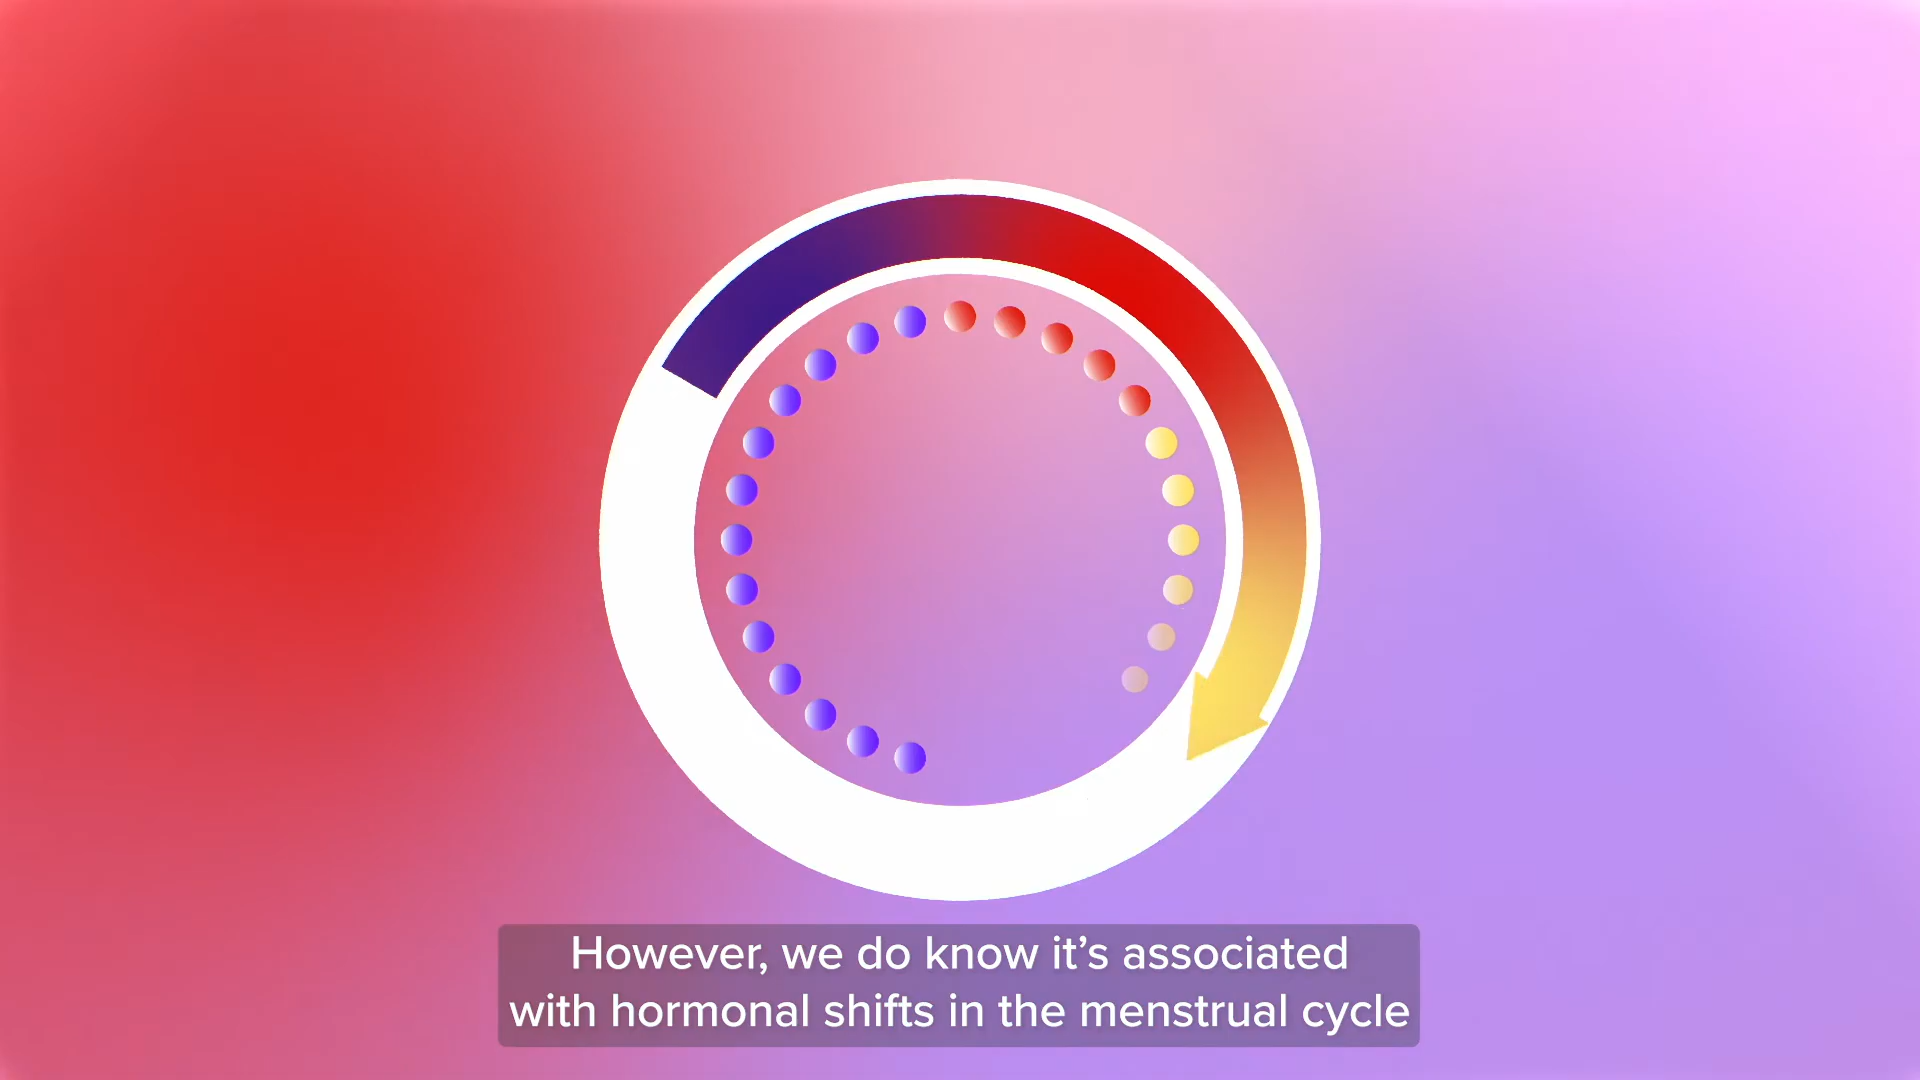 However, we do know it’s associated
with hormonal shifts in the menstrual cycle